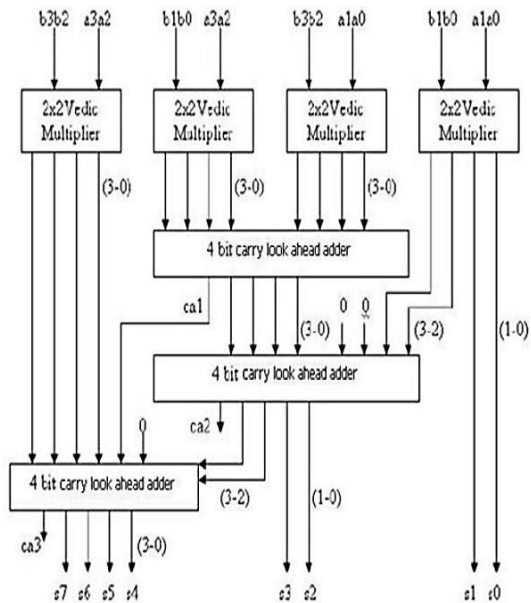 b3b2 a3a2 b1b0 a3a2 b3b2 a1a0 b1b0 a1a0
2x2Vedic Multiplier 2x2Vedic Multiplier 2x2Vedic Multiplier 2x2Vedic Multiplier
(3-0) (3-0) (3-0)
4 bit carry look ahead adder
ca1 0 0
(3-0) (3-2) (1-0)
4 bit carry look ahead adder
0 ca2
4 bit carry look ahead adder
(3-2) (1-0)
ca3 (3-0)
s7 s6 s5 s4 s3 s2 s1 s0